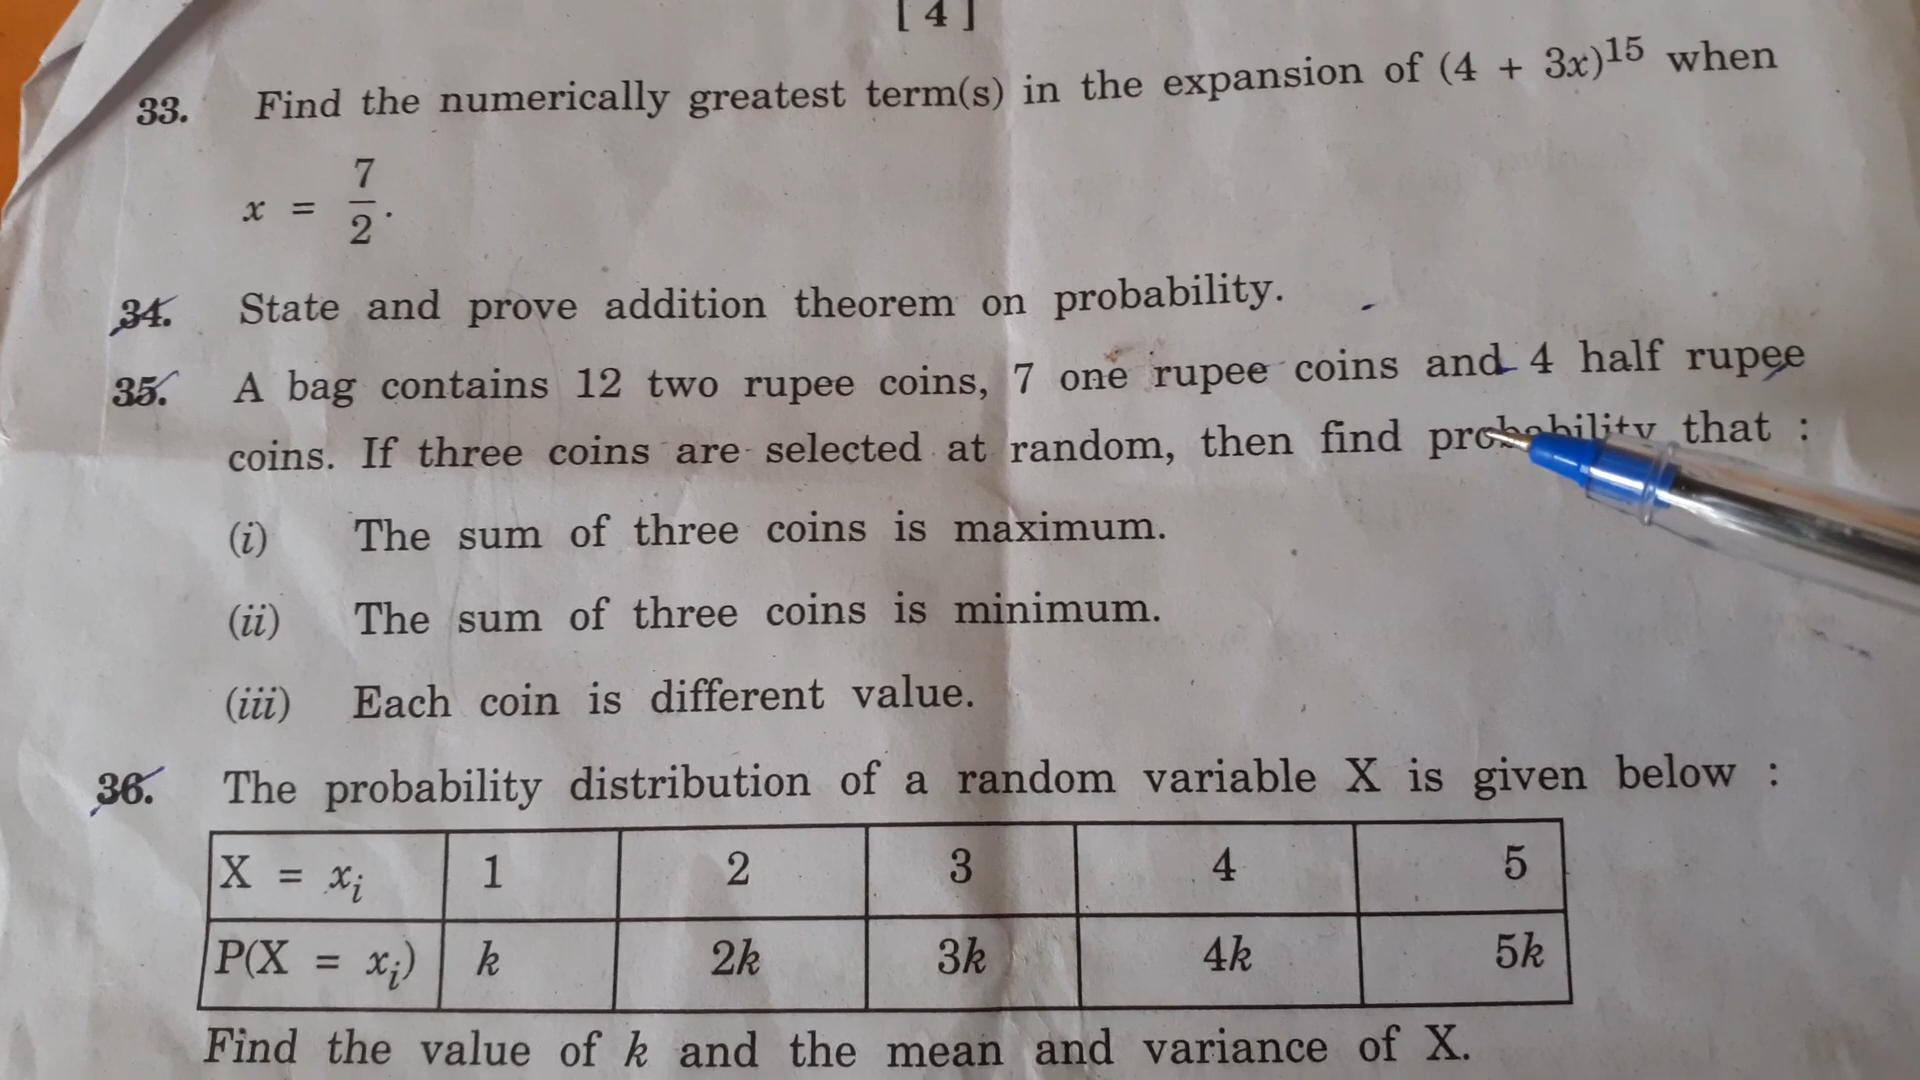 [ 4 ]
33. Find the numerically greatest term(s) in the expansion of (4 + 3x)¹⁵ when
x = 7/2.
34. State and prove addition theorem on probability.
35. A bag contains 12 two rupee coins, 7 one rupee coins and 4 half rupee
coins. If three coins are selected at random, then find probability that :
(i) The sum of three coins is maximum.
(ii) The sum of three coins is minimum.
(iii) Each coin is different value.
36. The probability distribution of a random variable X is given below :
X = xᵢ 1 2 3 4 5
P(X = xᵢ) k 2k 3k 4k 5k
Find the value of k and the mean and variance of X.